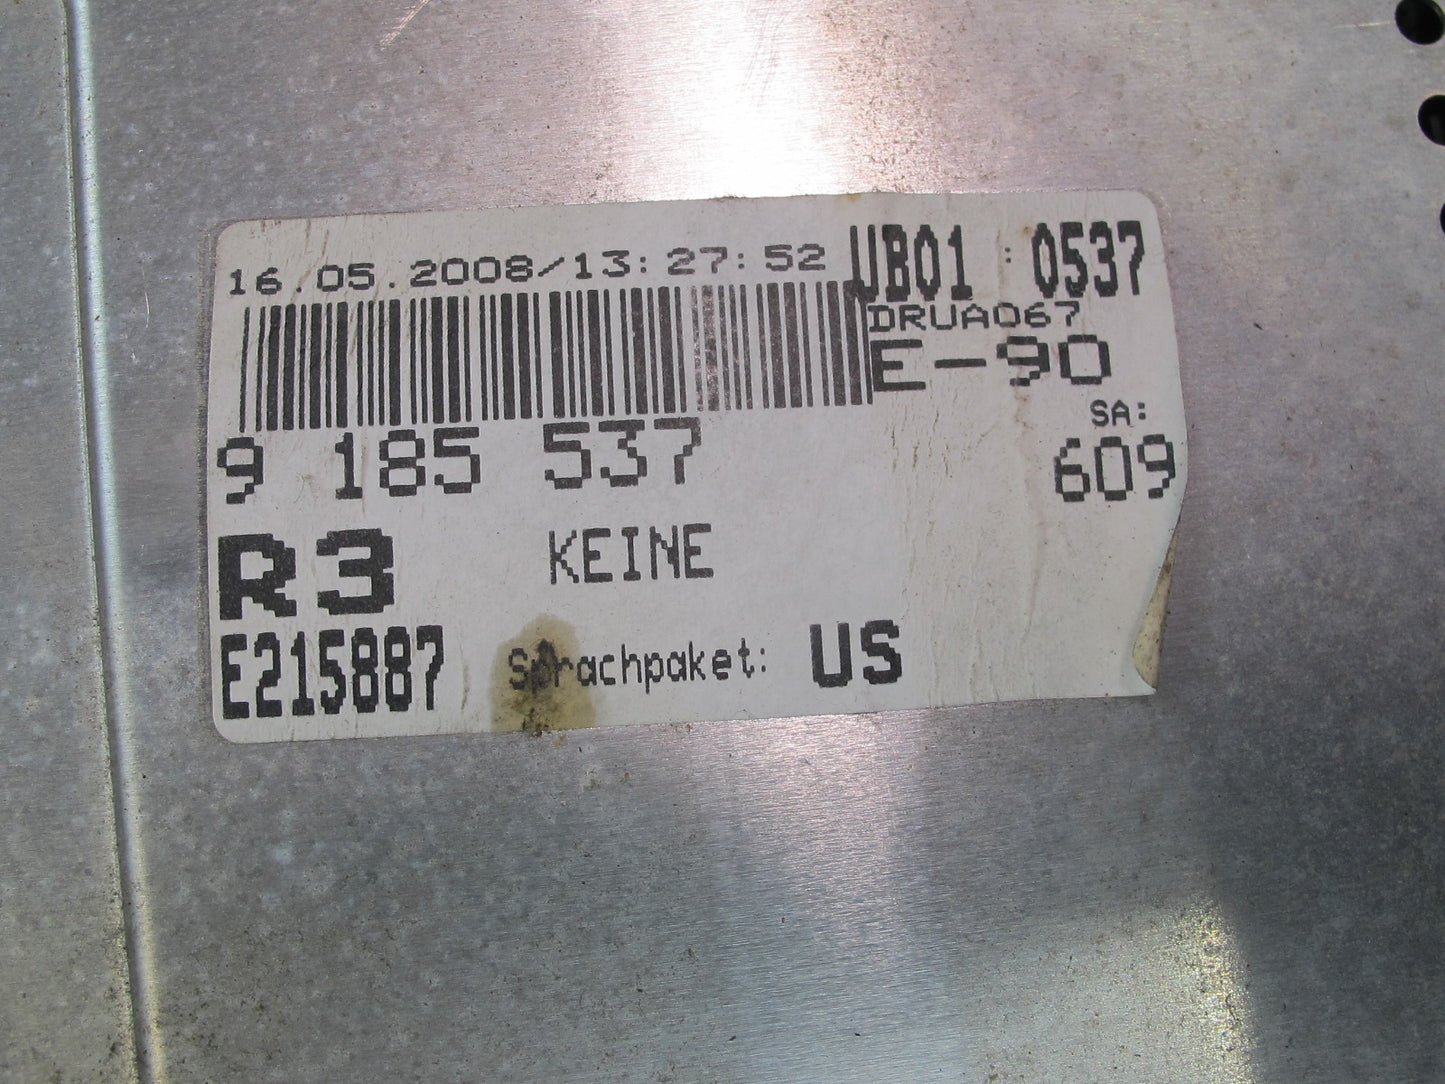 16.05.2008/13:27:52 UB01 : 0537
DRUA067
E-90
SA:
9 185 537 609
R3 KEINE
E215887 Sprachpaket: US